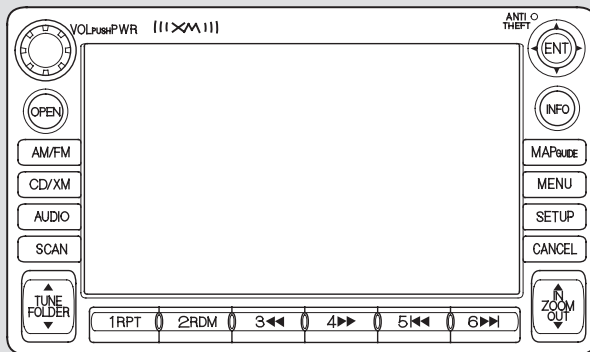 VOL PUSH PWR XM ANTI
THEFT
ENT
OPEN INFO
AM/FM MAP GUIDE
CD/XM MENU
AUDIO SETUP
SCAN CANCEL
TUNE
FOLDER
IN
ZOOM
OUT
1RPT 2RDM 3◀◀ 4▶▶ 5|◀◀ 6▶▶|